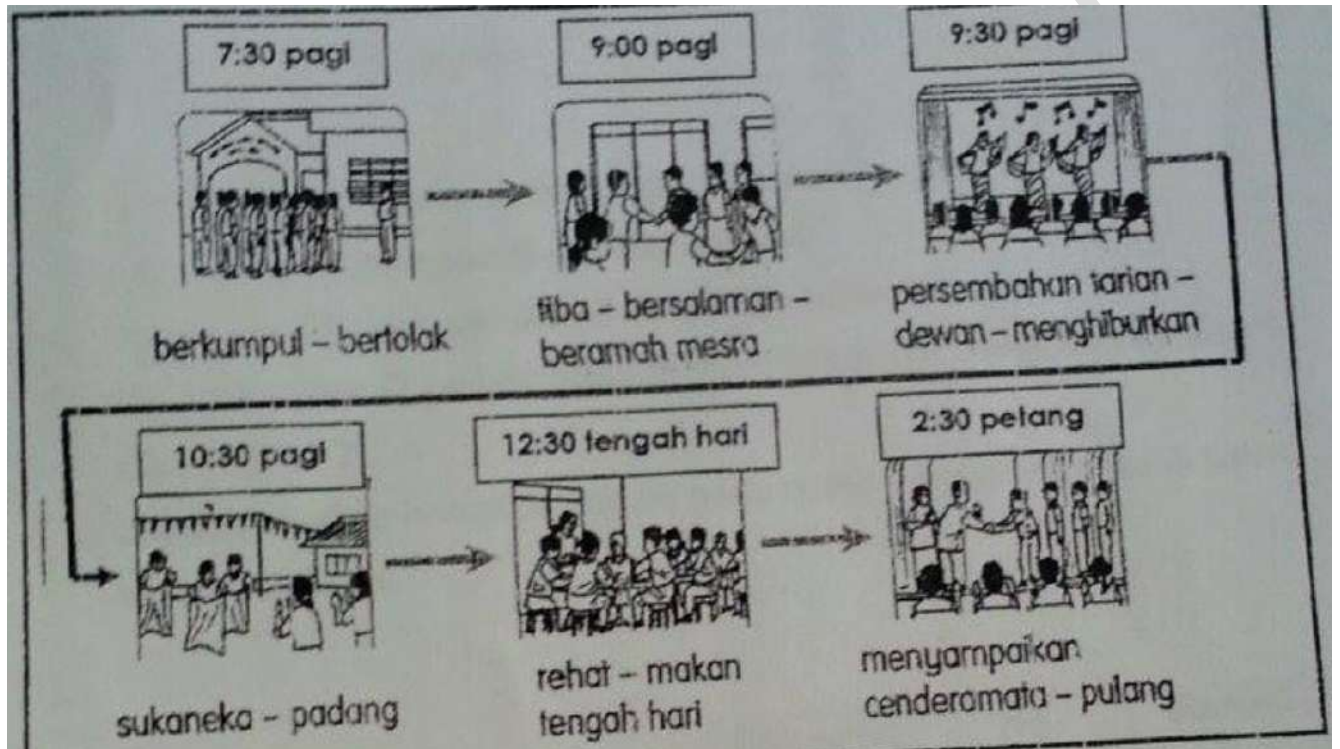 7:30 pagi
9:00 pagi
9:30 pagi
berkumpul – bertolak
tiba – bersalaman –
beramah mesra
persembahan tarian –
dewan – menghiburkan
10:30 pagi
12:30 tengah hari
2:30 petang
sukaneka – padang
rehat – makan
tengah hari
menyampaikan
cenderamata – pulang